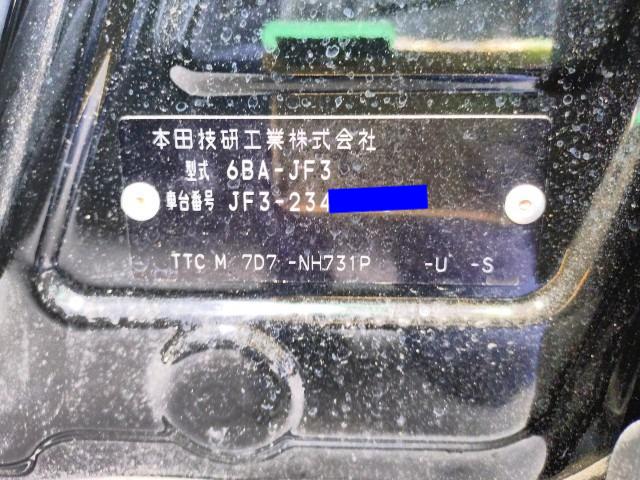 本田技研工業株式会社
型式 6BA-JF3
車台番号 JF3-234
TTC M 7D7 -NH731P -U -S